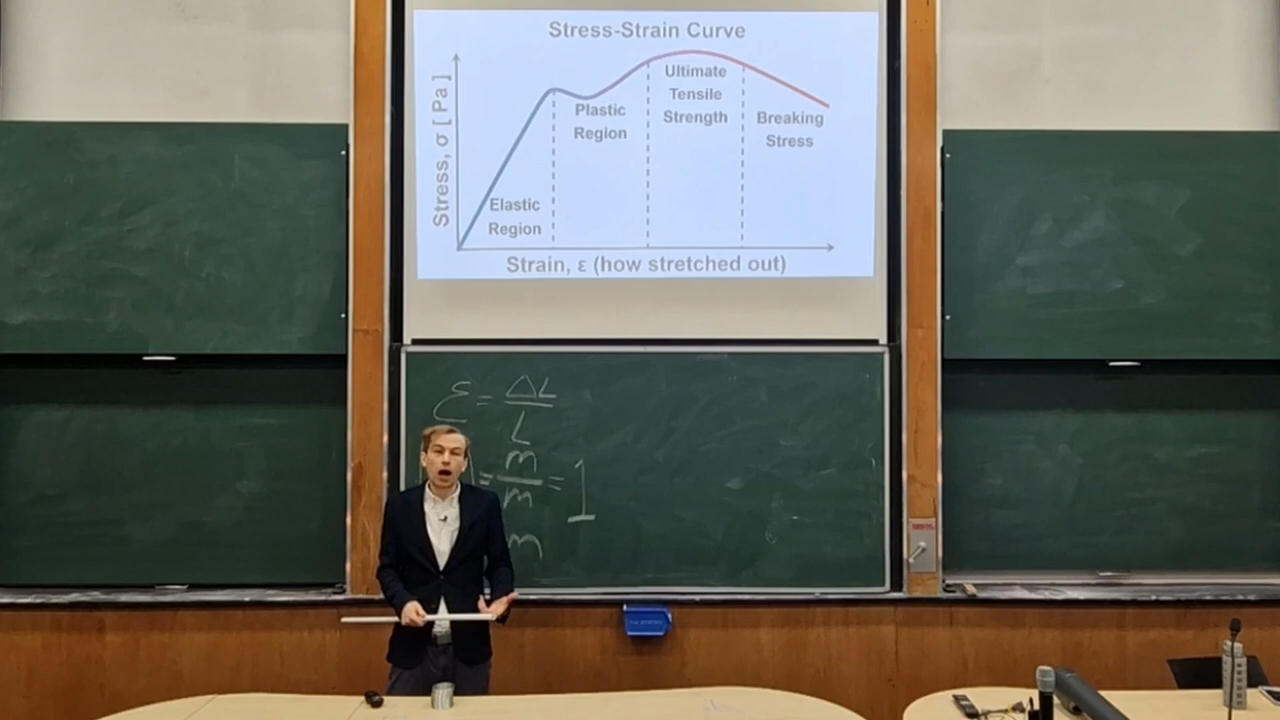 Stress-Strain Curve
Stress, σ [ Pa ]
Ultimate
Tensile
Strength
Plastic
Region
Breaking
Stress
Elastic
Region
Strain, ε (how stretched out)
ε = ΔL
L
= m
m
= 1
m